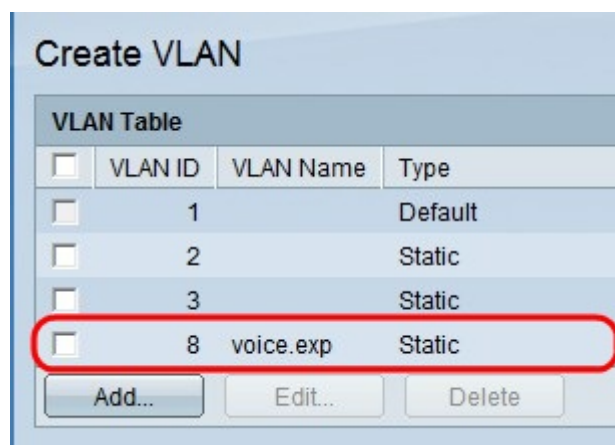 Create VLAN
VLAN Table
VLAN ID VLAN Name Type
1 Default
2 Static
3 Static
8 voice.exp Static
Add... Edit... Delete